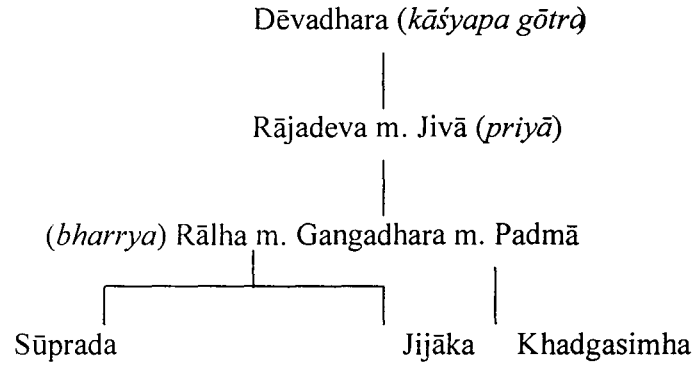 Dēvadhara (kāśyapa gōtra)
Rājadeva m. Jivā (priyā)
(bharrya) Rālha m. Gangadhara m. Padmā
Sūprada Jijāka Khadgasimha